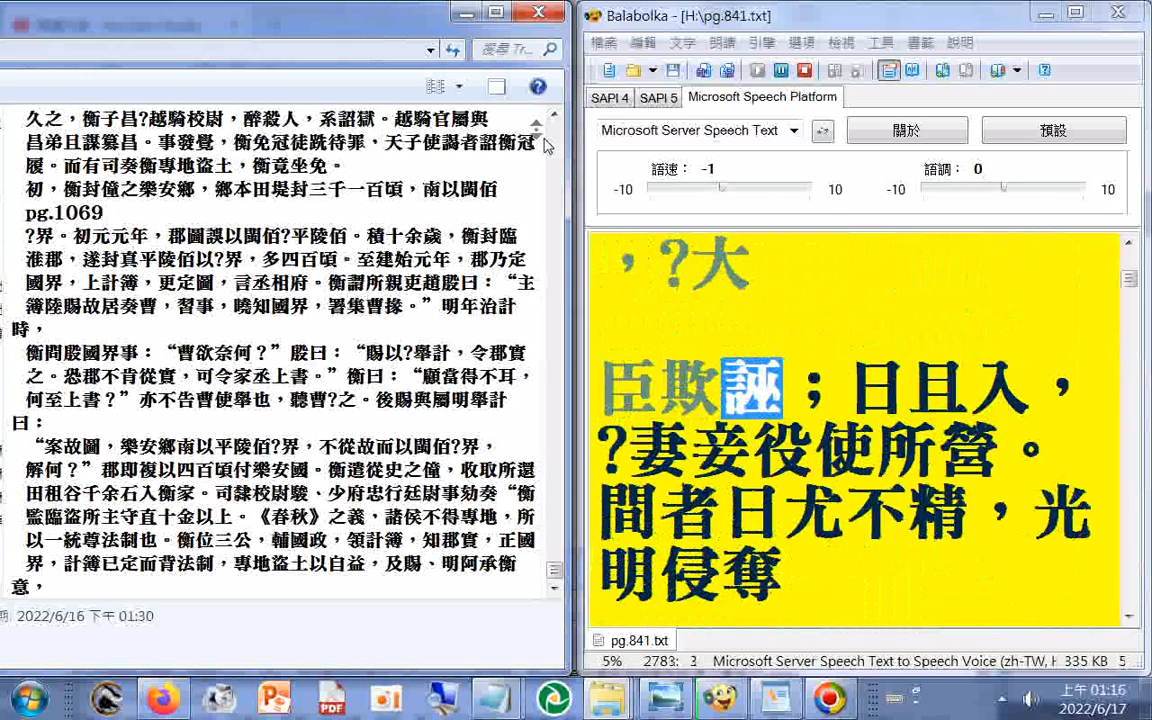 搜尋 Tr...
久之，衡子昌?越騎校尉，醉殺人，系詔獄。越騎官屬與
昌弟且謀篡昌。事發覺，衡免冠徒跣待罪，天子使謁者詔衡冠
履。而有司奏衡專地盜土，衡竟坐免。
初，衡封僮之樂安鄉，鄉本田堤封三千一百頃，南以閩佰
pg.1069
?界。初元元年，郡圖誤以閩佰?平陵佰。積十余歲，衡封臨
淮郡，遂封真平陵佰以?界，多四百頃。至建始元年，郡乃定
國界，上計簿，更定圖，言丞相府。衡謂所親吏趙殷曰：“主
簿陸賜故居奏曹，習事，曉知國界，署集曹掾。”明年治計
時，
衡問殷國界事：“曹欲奈何？”殷曰：“賜以?舉計，令郡實
之。恐郡不肯從實，可令家丞上書。”衡曰：“顧當得不耳，
何至上書？”亦不告曹使舉也，聽曹?之。後賜與屬明舉計
曰：
“案故圖，樂安鄉南以平陵佰?界，不從故而以閩佰?界，
解何？”郡即複以四百頃付樂安國。衡遣從史之僮，收取所還
田租谷千余石入衡家。司隸校尉駿、少府忠行廷尉事劾奏“衡
監臨盜所主守直十金以上。《春秋》之義，諸侯不得專地，所
以一統尊法制也。衡位三公，輔國政，領計簿，知郡實，正國
界，計簿已定而背法制，專地盜土以自益，及賜、明阿承衡
意，
2022/6/16 下午 01:30
Balabolka - [H:\pg.841.txt]
檔案 編輯 文字 朗讀 引擎 選項 檢視 工具 書籤 說明
SAPI 4 SAPI 5 Microsoft Speech Platform
Microsoft Server Speech Text 關於 預設
語速： -1 語調： 0
-10 10 -10 10
，?大
臣欺誣；日且入，
?妻妾役使所營。
間者日尤不精，光
明侵奪
pg.841.txt
5% 2783: 3 Microsoft Server Speech Text to Speech Voice (zh-TW, H 335 KB 5
上午 01:16
2022/6/17